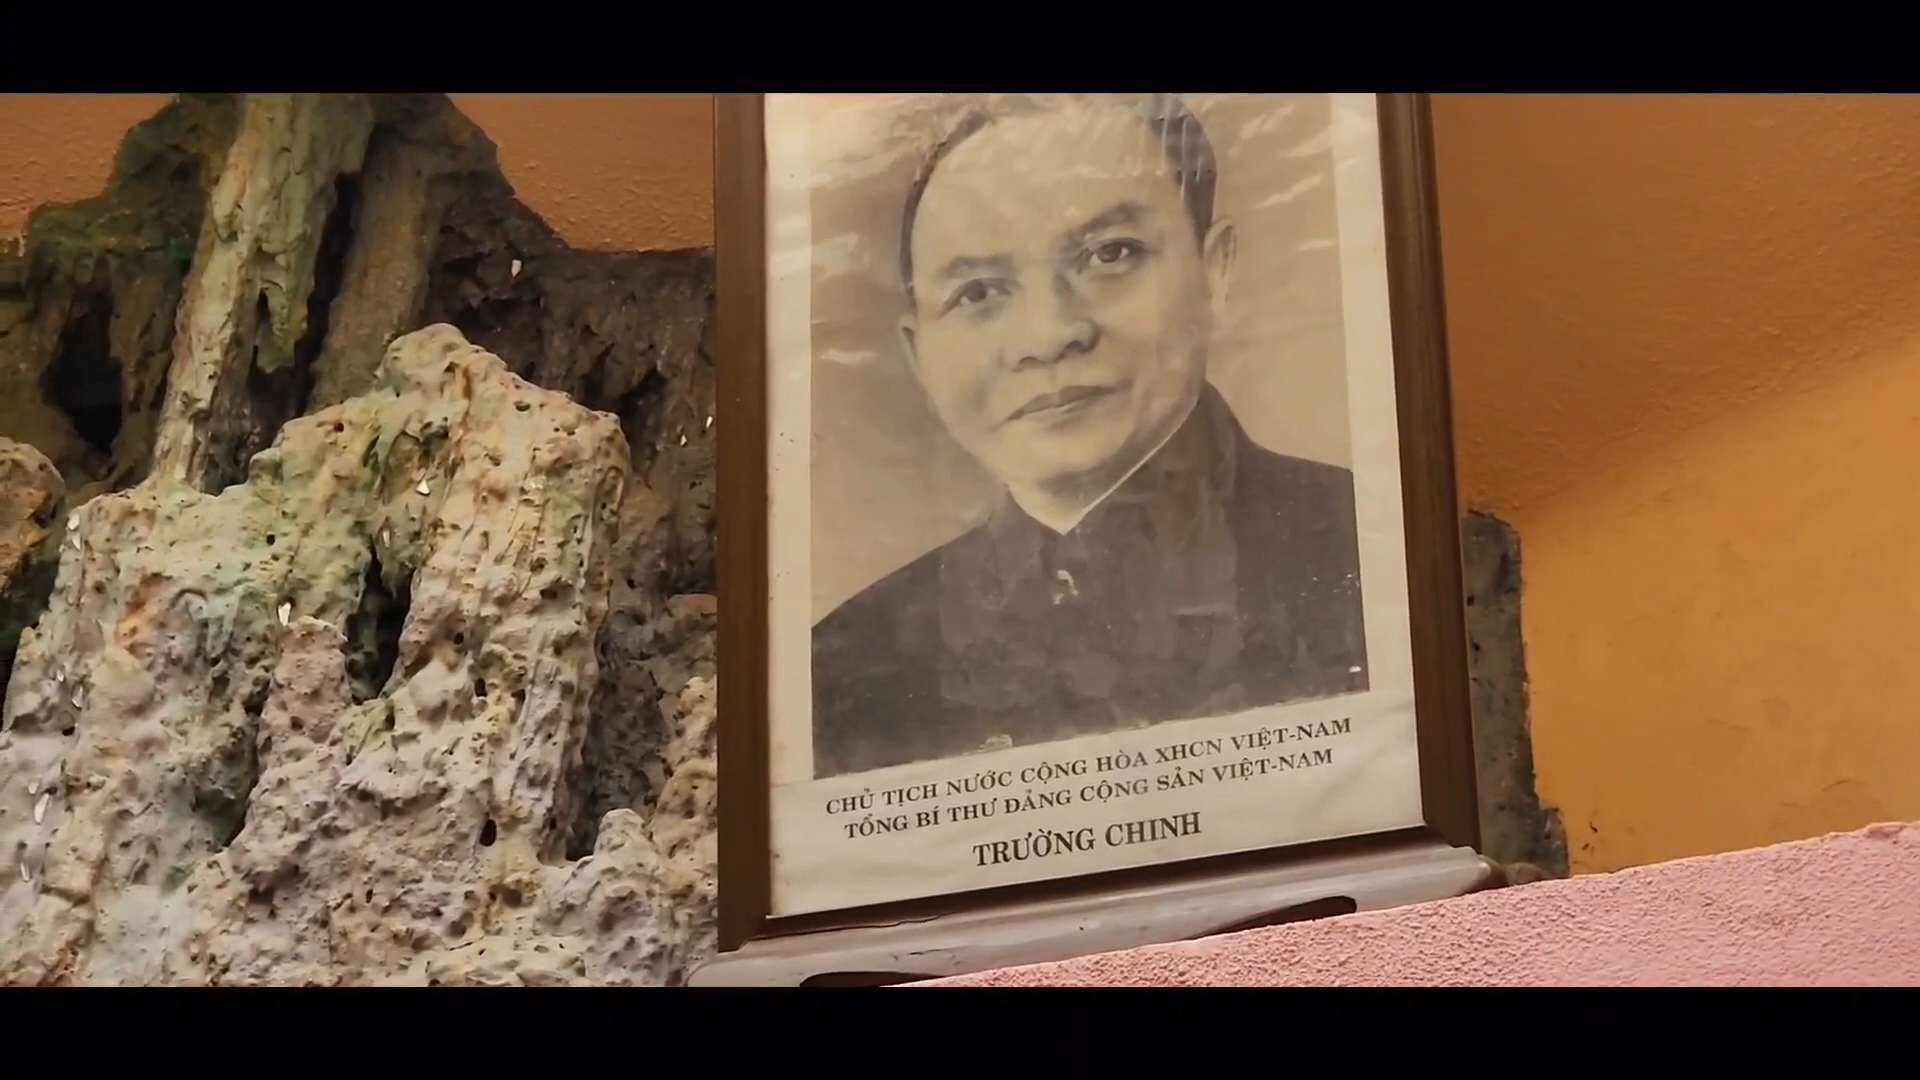 CHỦ TỊCH NƯỚC CỘNG HÒA XHCN VIỆT-NAM
TỔNG BÍ THƯ ĐẢNG CỘNG SẢN VIỆT-NAM
TRƯỜNG CHINH